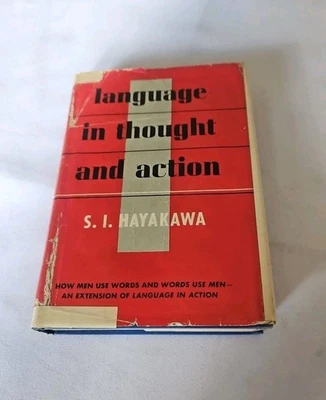 language
in thought
and action
S. I. HAYAKAWA
HOW MEN USE WORDS AND WORDS USE MEN—
AN EXTENSION OF LANGUAGE IN ACTION